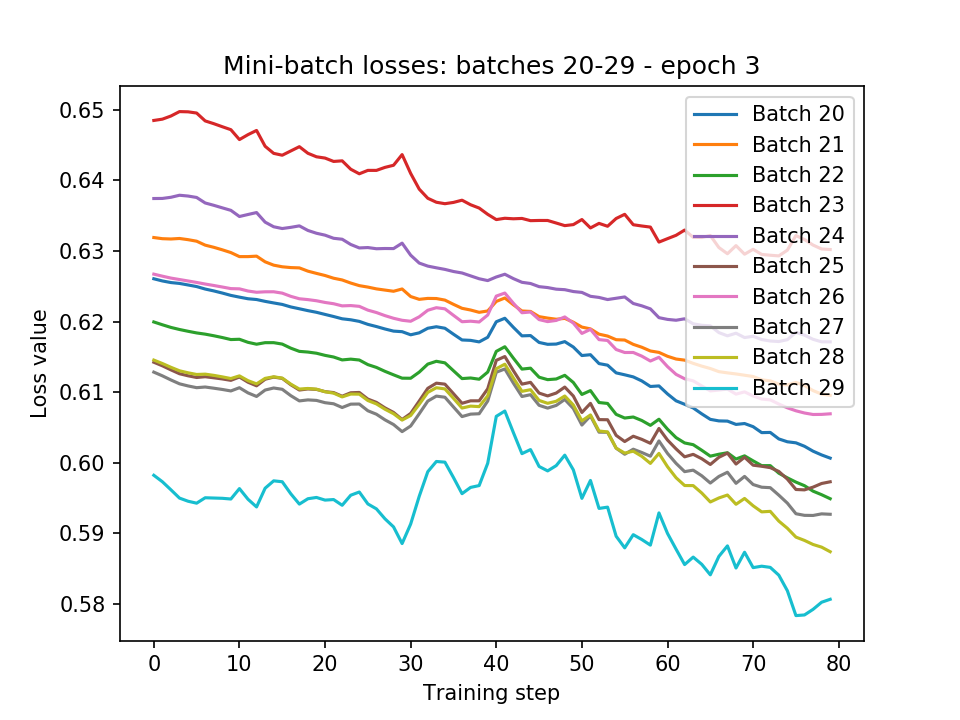 Mini-batch losses: batches 20-29 - epoch 3
0.65
0.64
0.63
0.62
0.61
0.60
0.59
0.58
Loss value
Batch 20
Batch 21
Batch 22
Batch 23
Batch 24
Batch 25
Batch 26
Batch 27
Batch 28
Batch 29
0 10 20 30 40 50 60 70 80
Training step